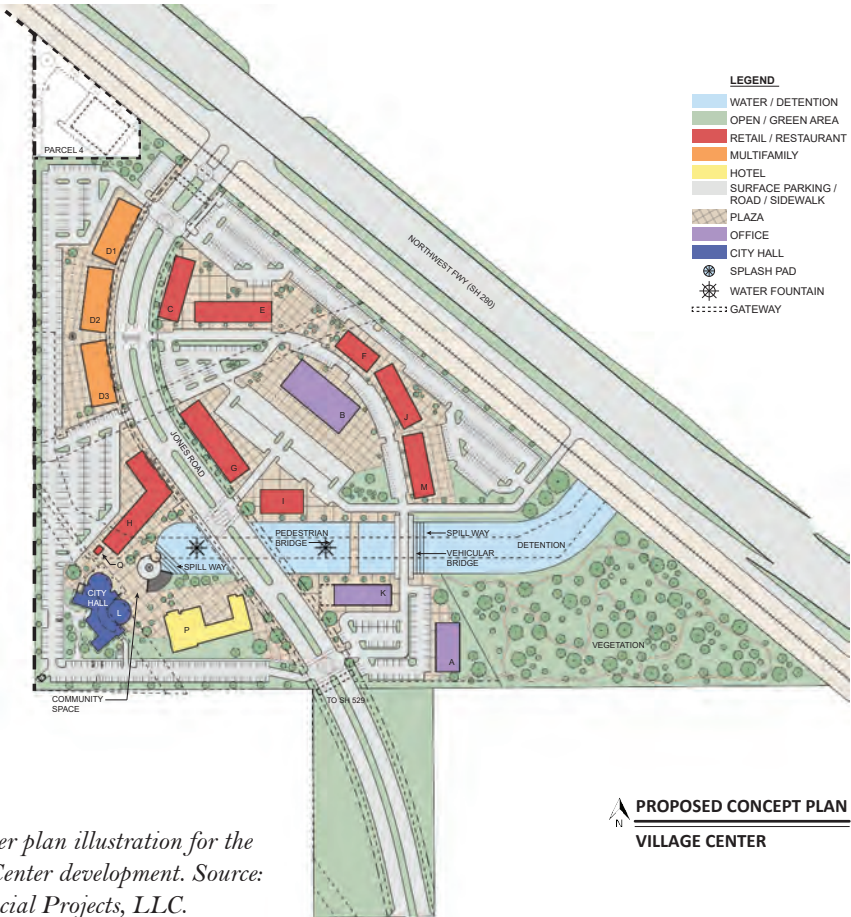 LEGEND
WATER / DETENTION
OPEN / GREEN AREA
RETAIL / RESTAURANT
MULTIFAMILY
HOTEL
SURFACE PARKING /
ROAD / SIDEWALK
PLAZA
OFFICE
CITY HALL
SPLASH PAD
WATER FOUNTAIN
GATEWAY
PARCEL 4
NORTHWEST FWY (SH 290)
D1
C
E
D2
F
D3
B
J
JONES ROAD
G
M
H
I
PEDESTRIAN
BRIDGE
SPILL WAY
DETENTION
VEHICULAR
BRIDGE
Q
SPILL WAY
CITY
HALL
L
K
P
A
VEGETATION
COMMUNITY
SPACE
TO SH 529
N
PROPOSED CONCEPT PLAN
VILLAGE CENTER
er plan illustration for the
Center development. Source:
cial Projects, LLC.